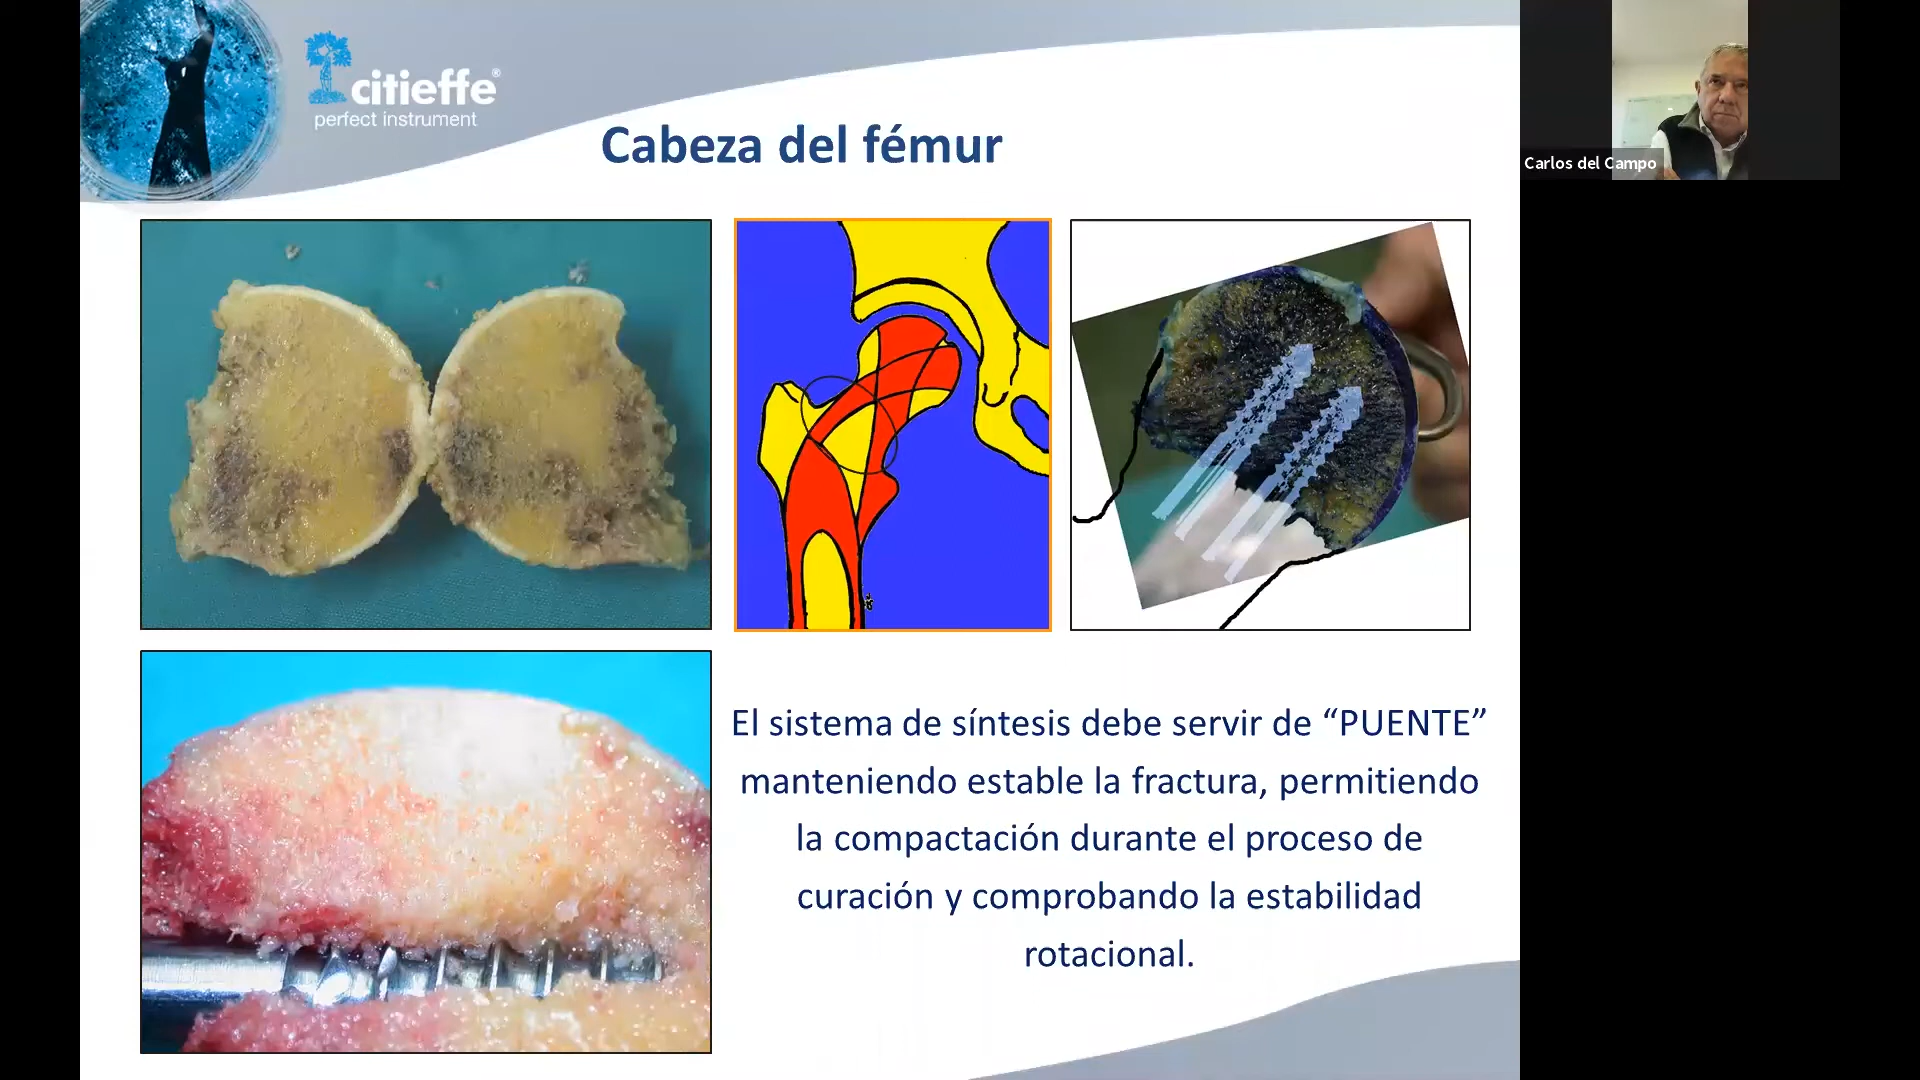 citieffe®
perfect instrument
Cabeza del fémur
Carlos del Campo
El sistema de síntesis debe servir de “PUENTE”
manteniendo estable la fractura, permitiendo
la compactación durante el proceso de
curación y comprobando la estabilidad
rotacional.